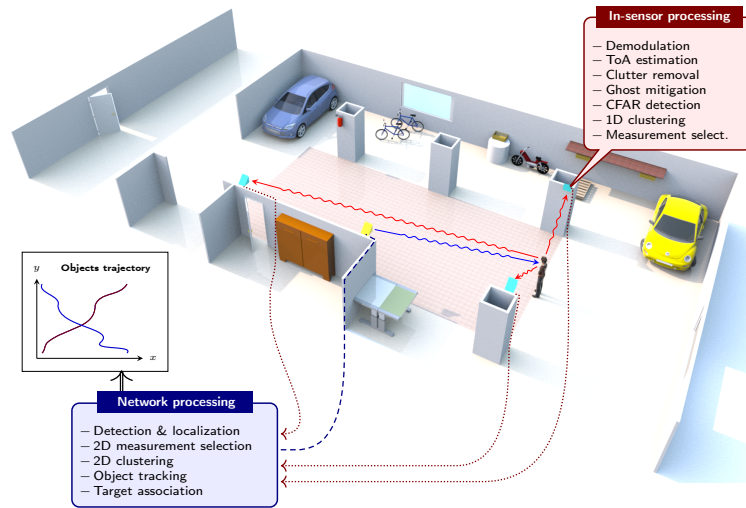 In-sensor processing
– Demodulation
– ToA estimation
– Clutter removal
– Ghost mitigation
– CFAR detection
– 1D clustering
– Measurement select.
y
Objects trajectory
x
Network processing
– Detection & localization
– 2D measurement selection
– 2D clustering
– Object tracking
– Target association